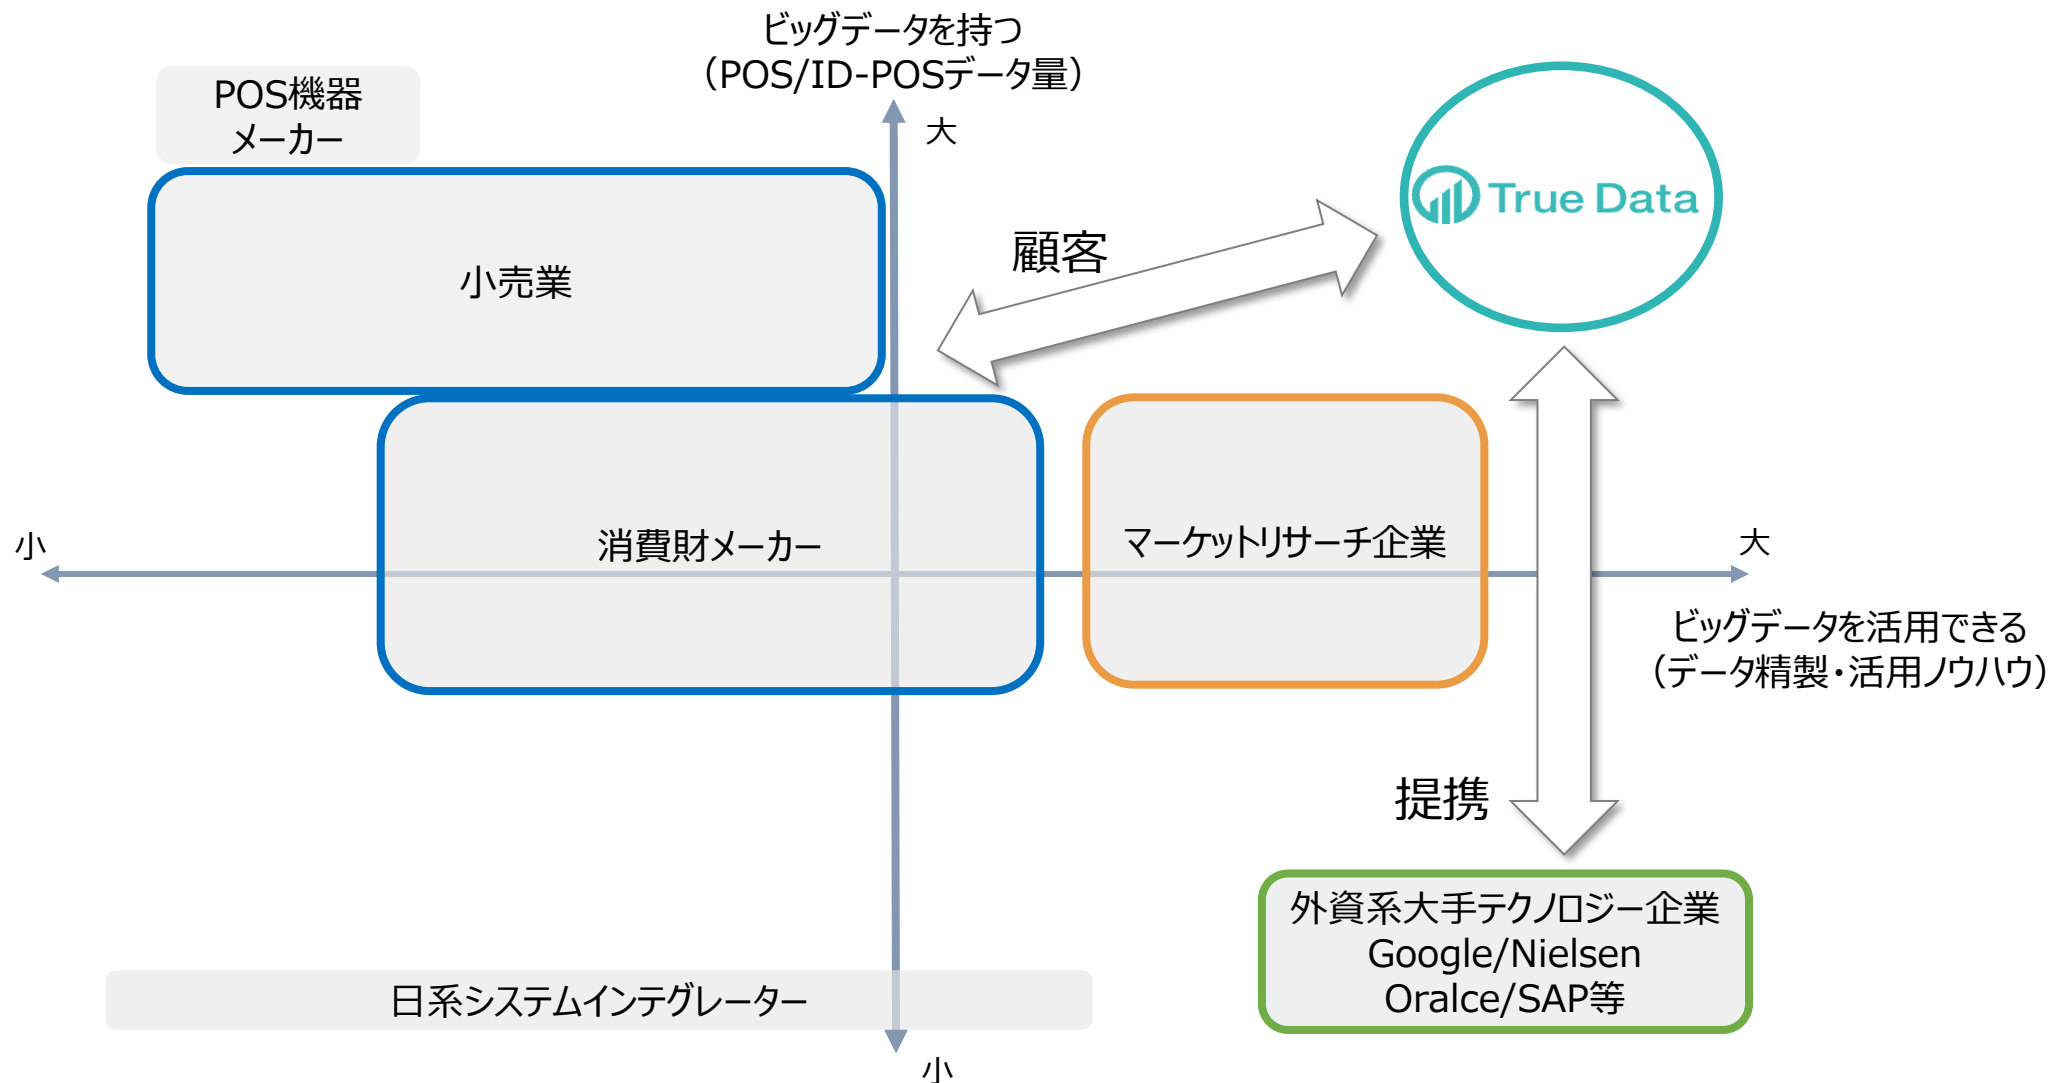 ビッグデータを持つ
（POS/ID-POSデータ量）
大
POS機器
メーカー
True Data
顧客
小売業
消費財メーカー
マーケットリサーチ企業
小
大
ビッグデータを活用できる
（データ精製・活用ノウハウ）
提携
外資系大手テクノロジー企業
Google/Nielsen
Oralce/SAP等
日系システムインテグレーター
小